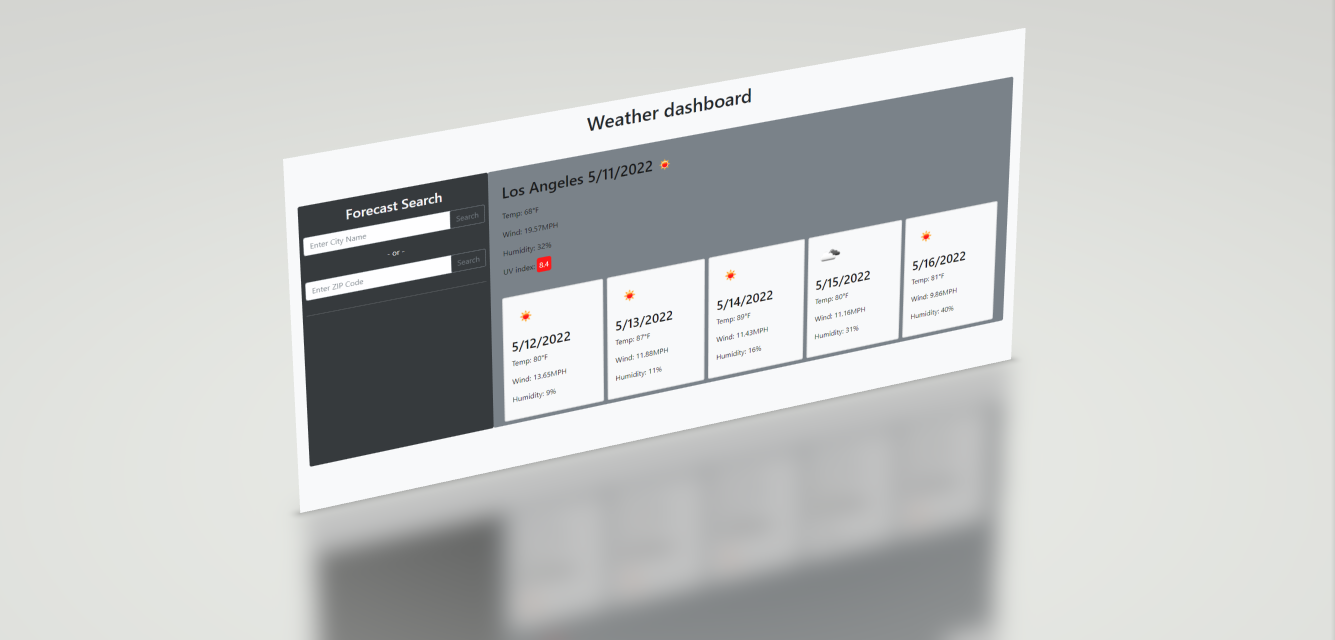 Weather dashboard
Forecast Search
Enter City Name
Search
- or -
Enter ZIP Code
Search
Los Angeles 5/11/2022
Temp: 68°F
Wind: 19.57MPH
Humidity: 32%
UV index: 8.4
5/12/2022
Temp: 80°F
Wind: 13.65MPH
Humidity: 9%
5/13/2022
Temp: 87°F
Wind: 11.88MPH
Humidity: 11%
5/14/2022
Temp: 89°F
Wind: 11.43MPH
Humidity: 16%
5/15/2022
Temp: 80°F
Wind: 11.16MPH
Humidity: 31%
5/16/2022
Temp: 81°F
Wind: 9.86MPH
Humidity: 40%